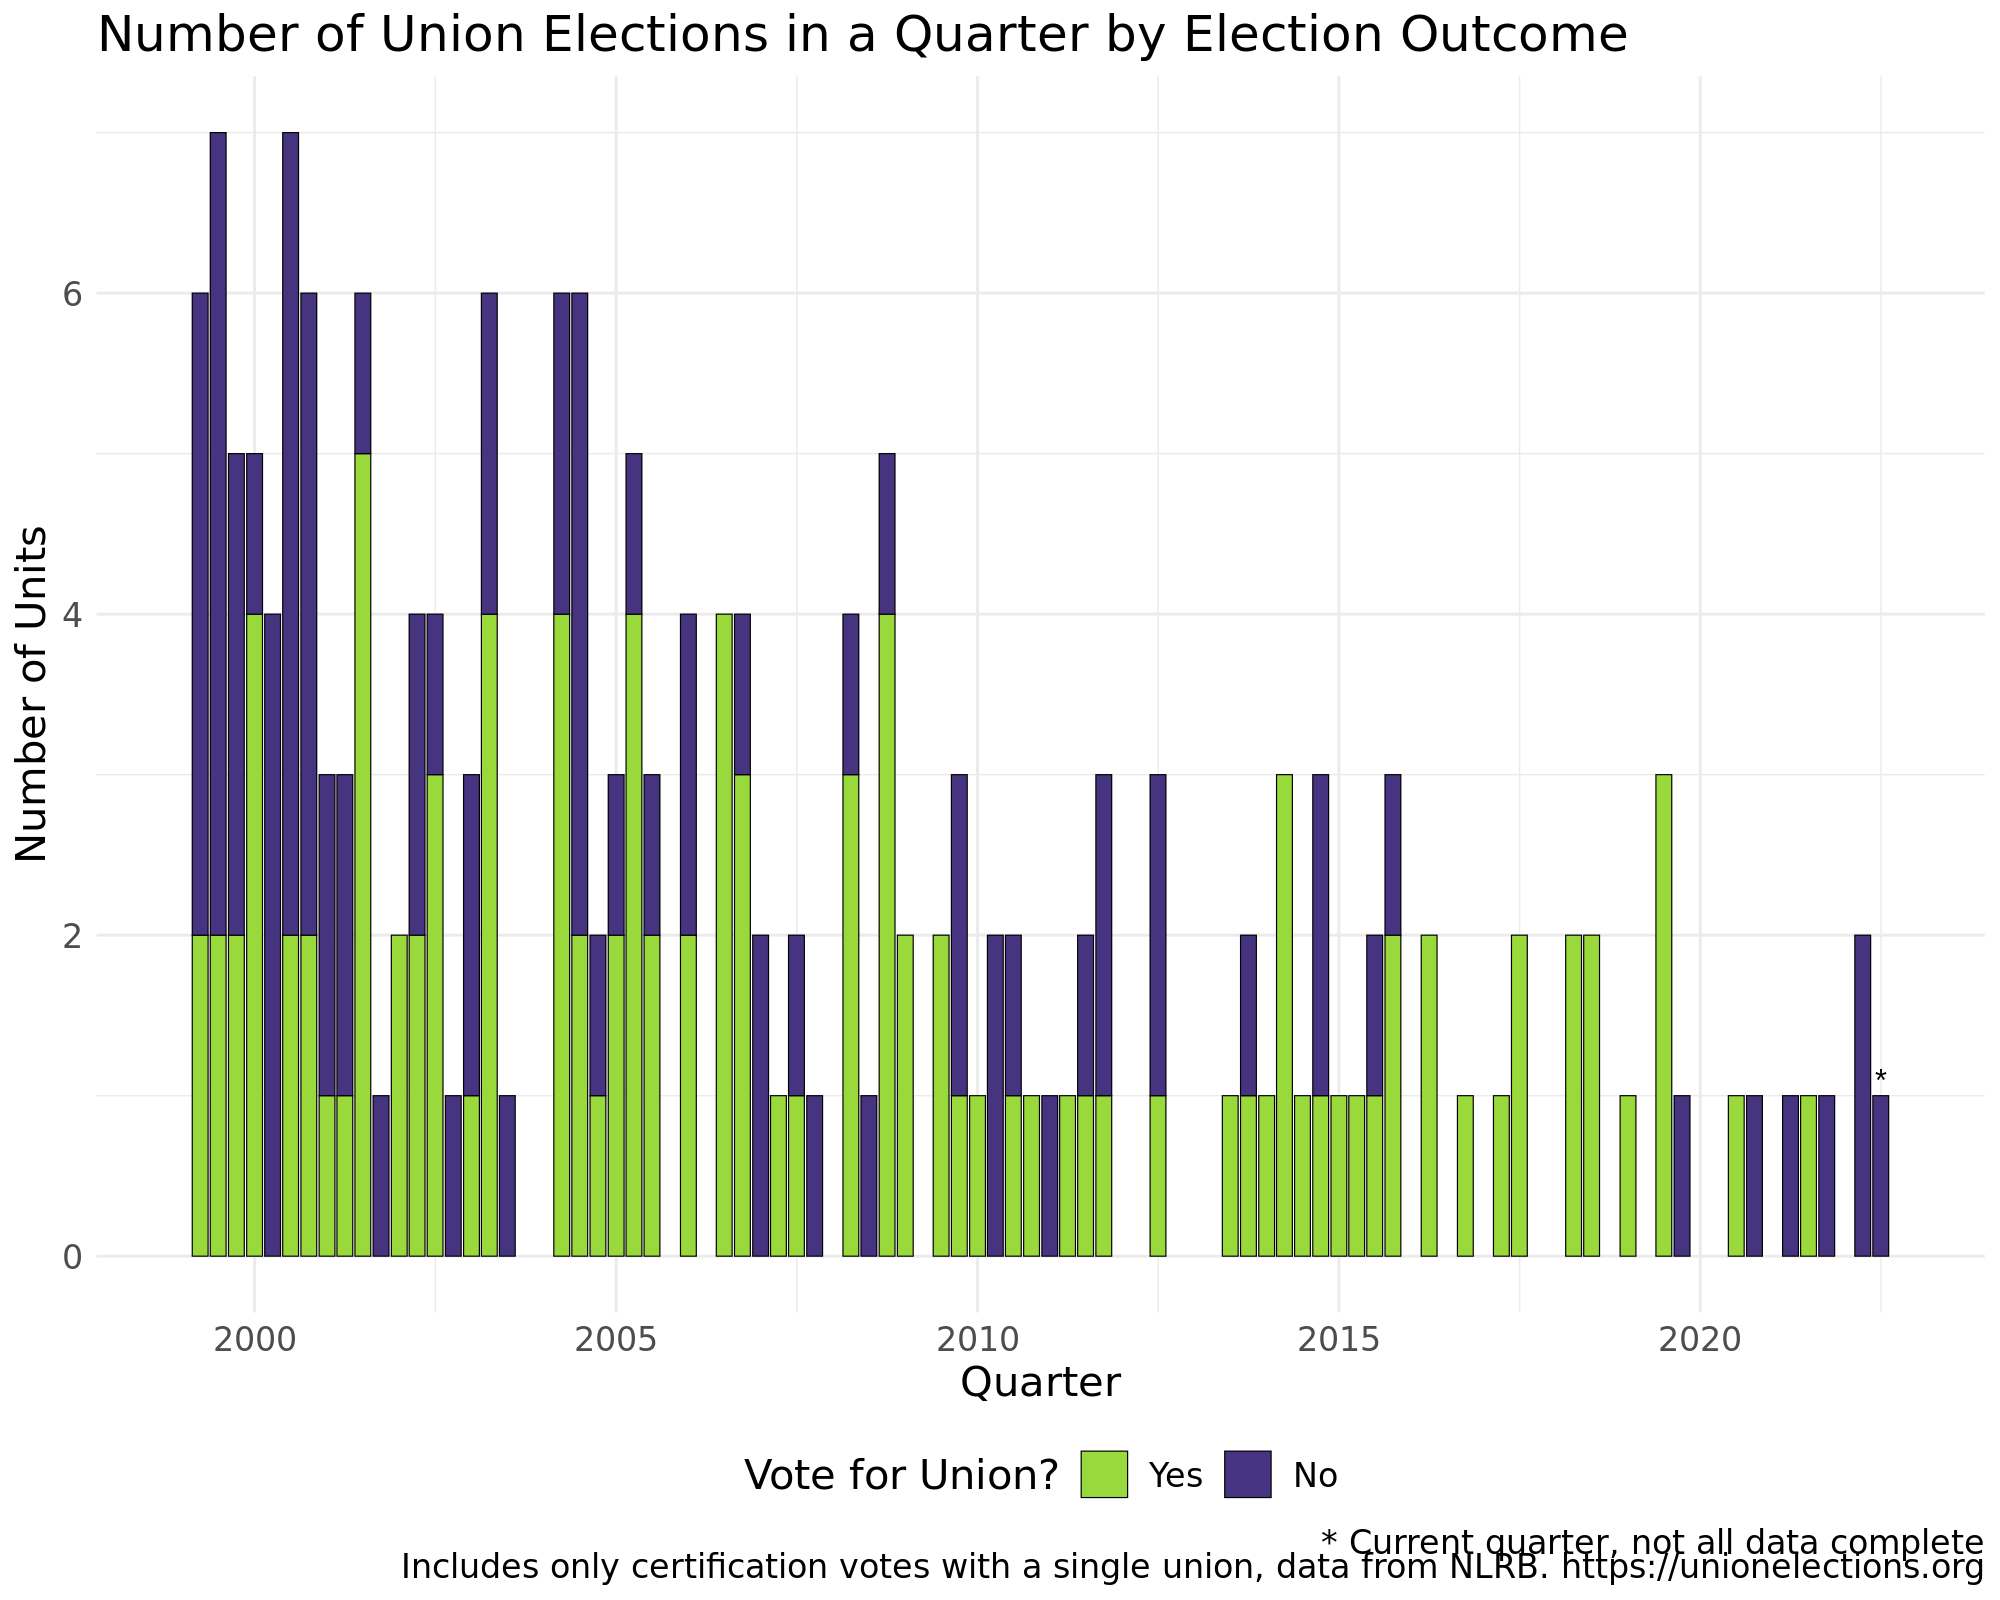 Number of Union Elections in a Quarter by Election Outcome
Number of Units
6
4
2
0
*
2000 2005 2010 2015 2020
Quarter
Vote for Union? Yes No
* Current quarter, not all data complete
Includes only certification votes with a single union, data from NLRB. https://unionelections.org